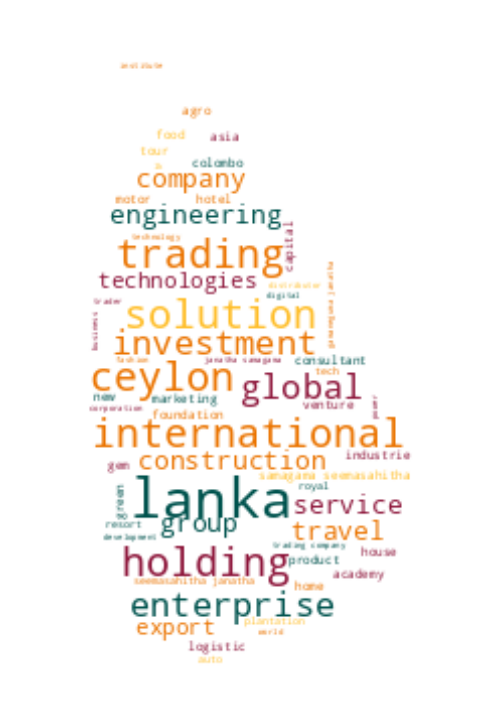 institute
agro
food
asia
tour
colombo
company
motor
hotel
engineering
capital
technology
trading
technologies
distributor
digital
trader
solution
business
investment
fashion
janatha samagama
consultant
ceylon
global
tech
new
marketing
venture
corporation
foundation
power
international
gem
construction
industrie
samagama seemasahitha
royal
green
lanka
service
resort
group
travel
development
trading company
house
holding
product
academy
seemasahitha janatha
home
enterprise
export
plantation
world
logistic
auto